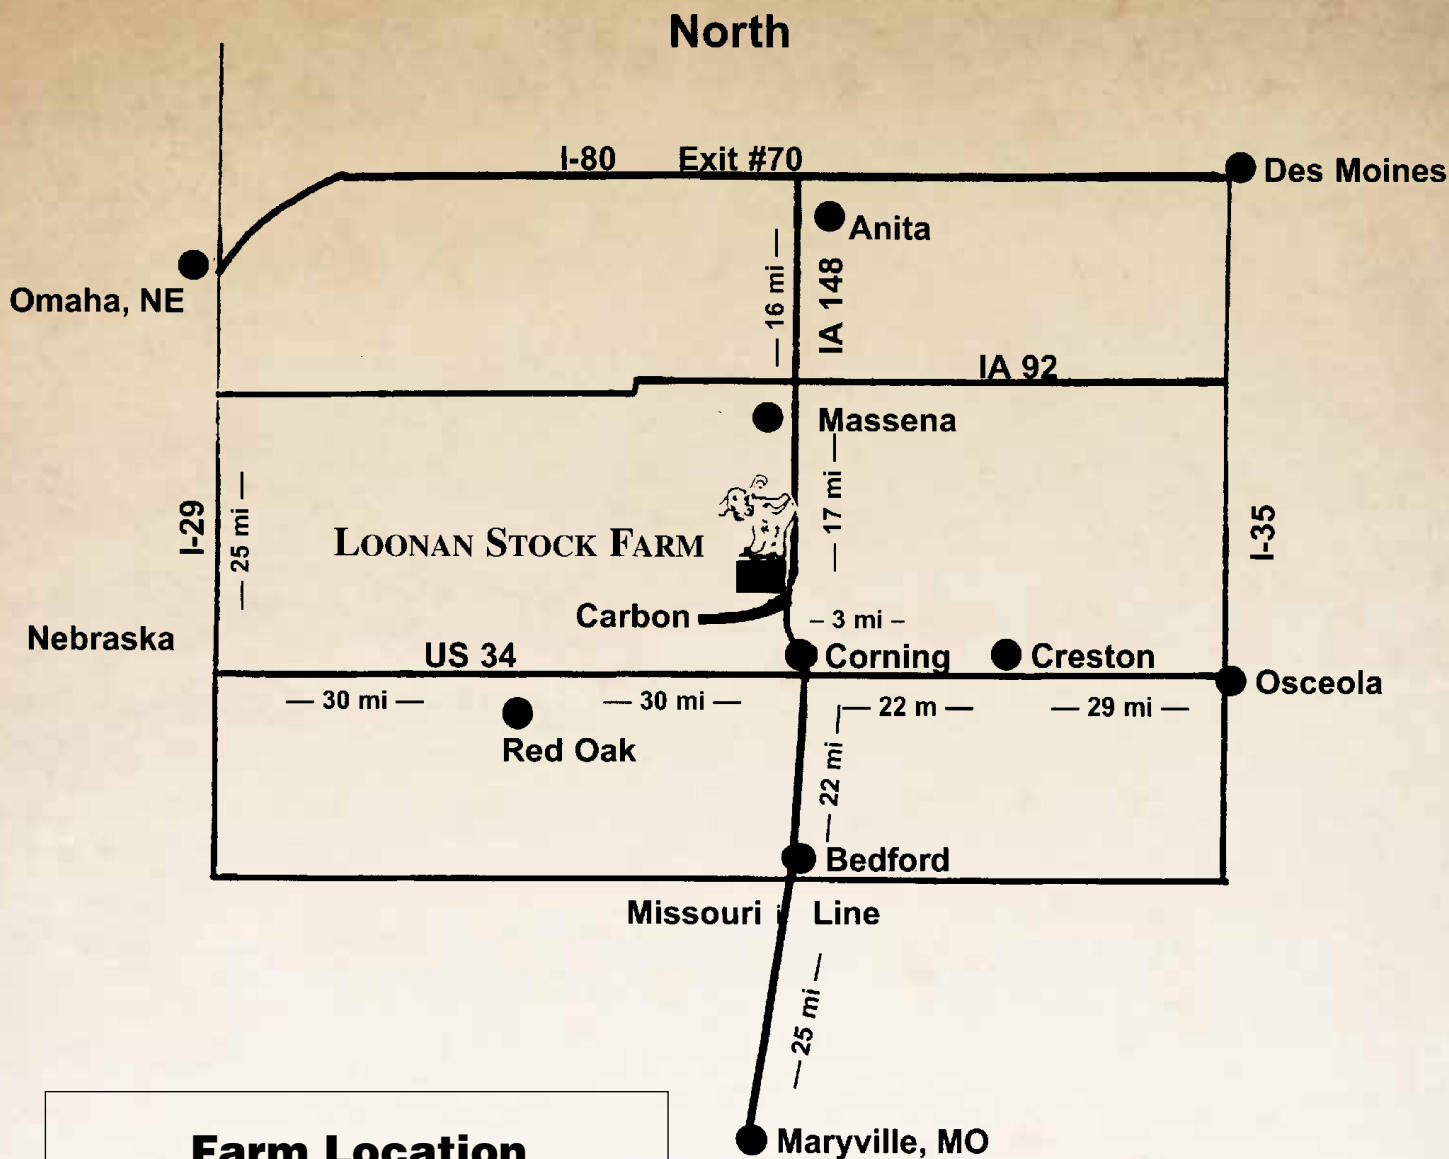 North
I-80 Exit #70
Des Moines
Anita
Omaha, NE
— 16 mi —
IA 148
IA 92
Massena
I-29
— 25 mi —
— 17 mi —
I-35
LOONAN STOCK FARM
Carbon
– 3 mi –
Nebraska
US 34
Corning
Creston
Osceola
— 30 mi —
— 30 mi —
— 22 m —
— 29 mi —
Red Oak
— 22 mi —
Bedford
Missouri Line
— 25 mi —
Farm Location
Maryville, MO